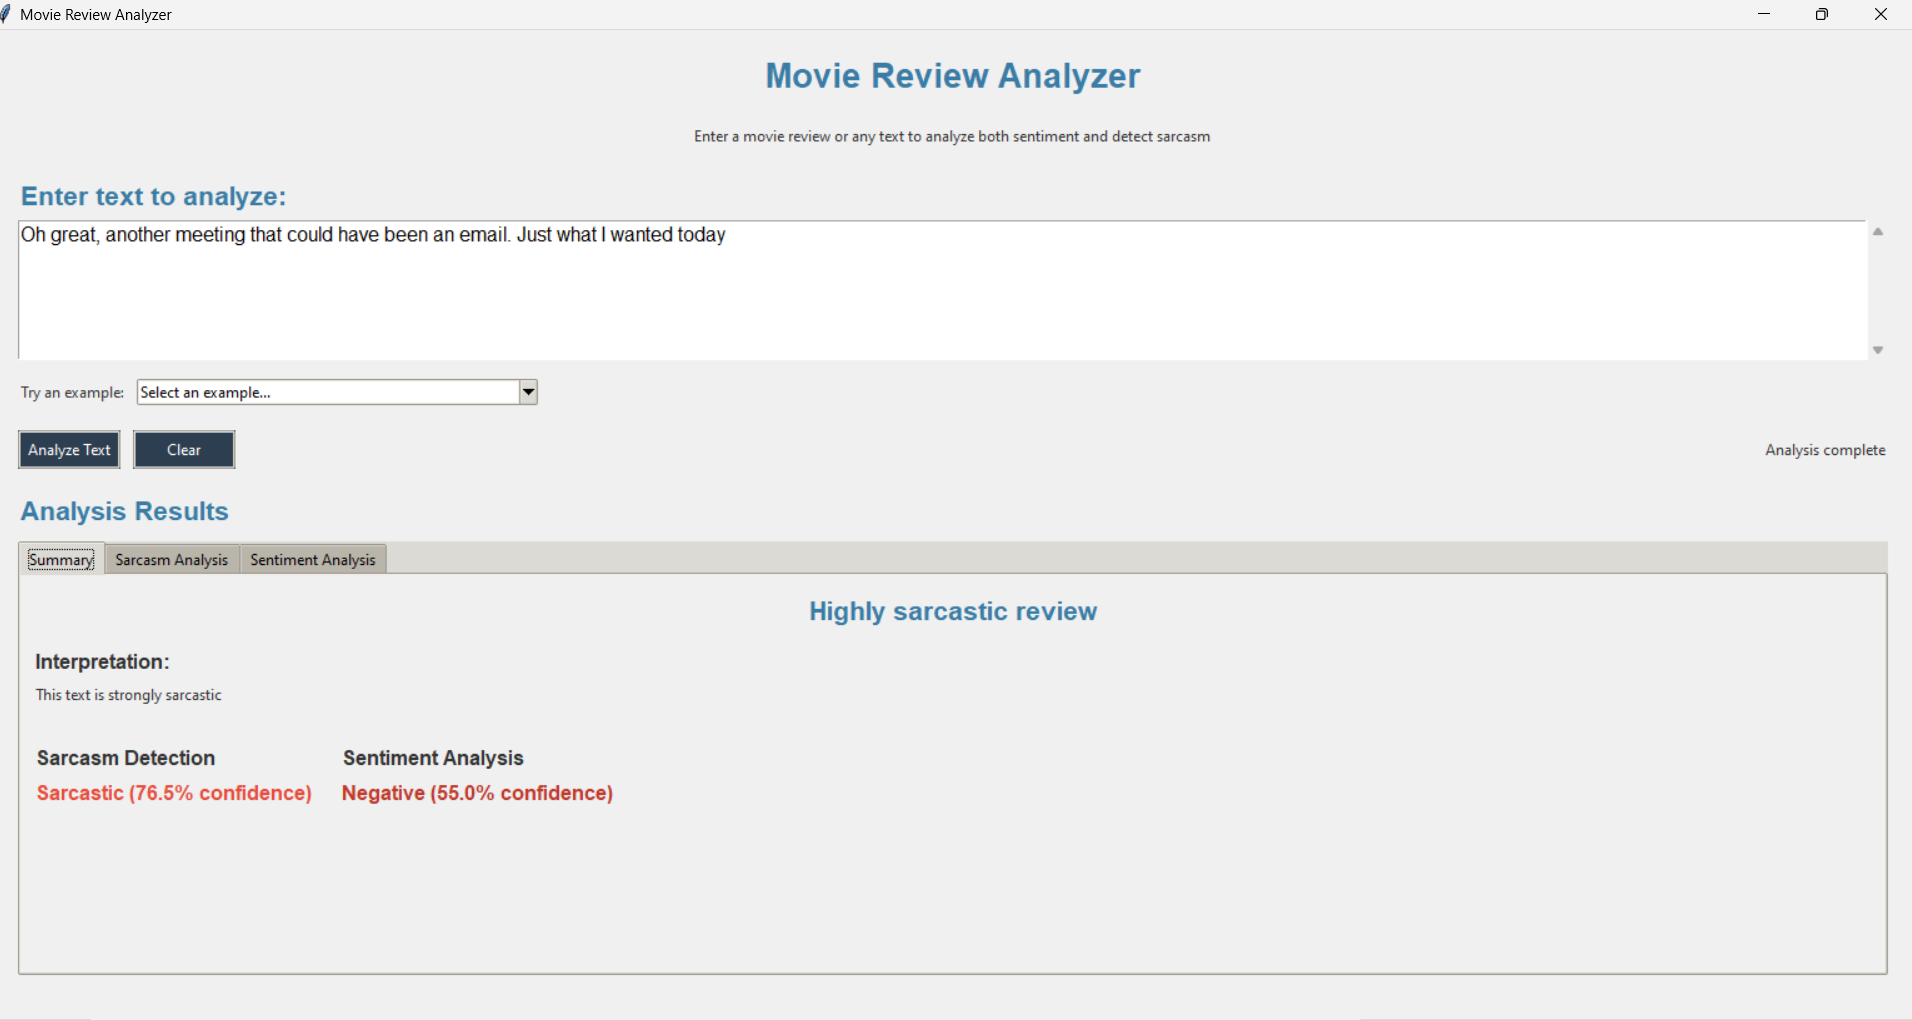 Movie Review Analyzer
Movie Review Analyzer
Enter a movie review or any text to analyze both sentiment and detect sarcasm
Enter text to analyze:
Oh great, another meeting that could have been an email. Just what I wanted today
Try an example: Select an example...
Analyze Text Clear Analysis complete
Analysis Results
Summary Sarcasm Analysis Sentiment Analysis
Highly sarcastic review
Interpretation:
This text is strongly sarcastic
Sarcasm Detection Sentiment Analysis
Sarcastic (76.5% confidence) Negative (55.0% confidence)